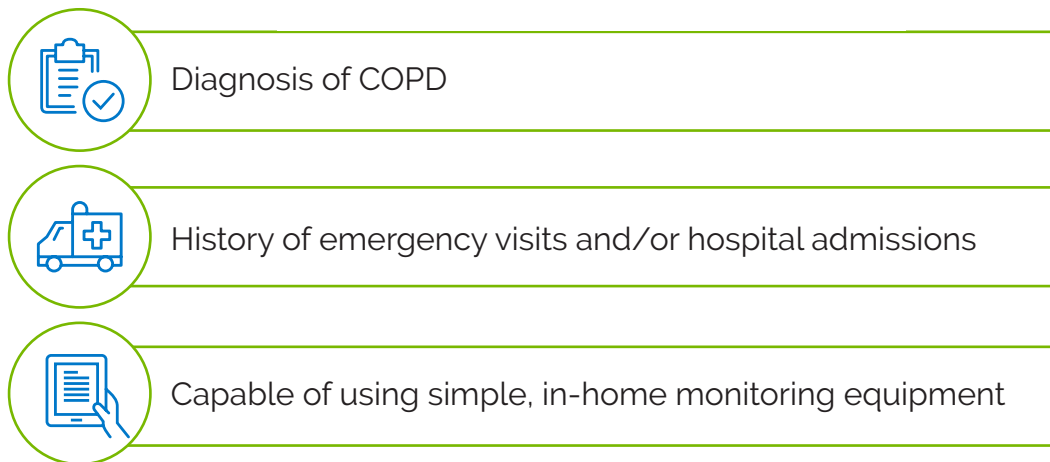 Diagnosis of COPD
History of emergency visits and/or hospital admissions
Capable of using simple, in-home monitoring equipment